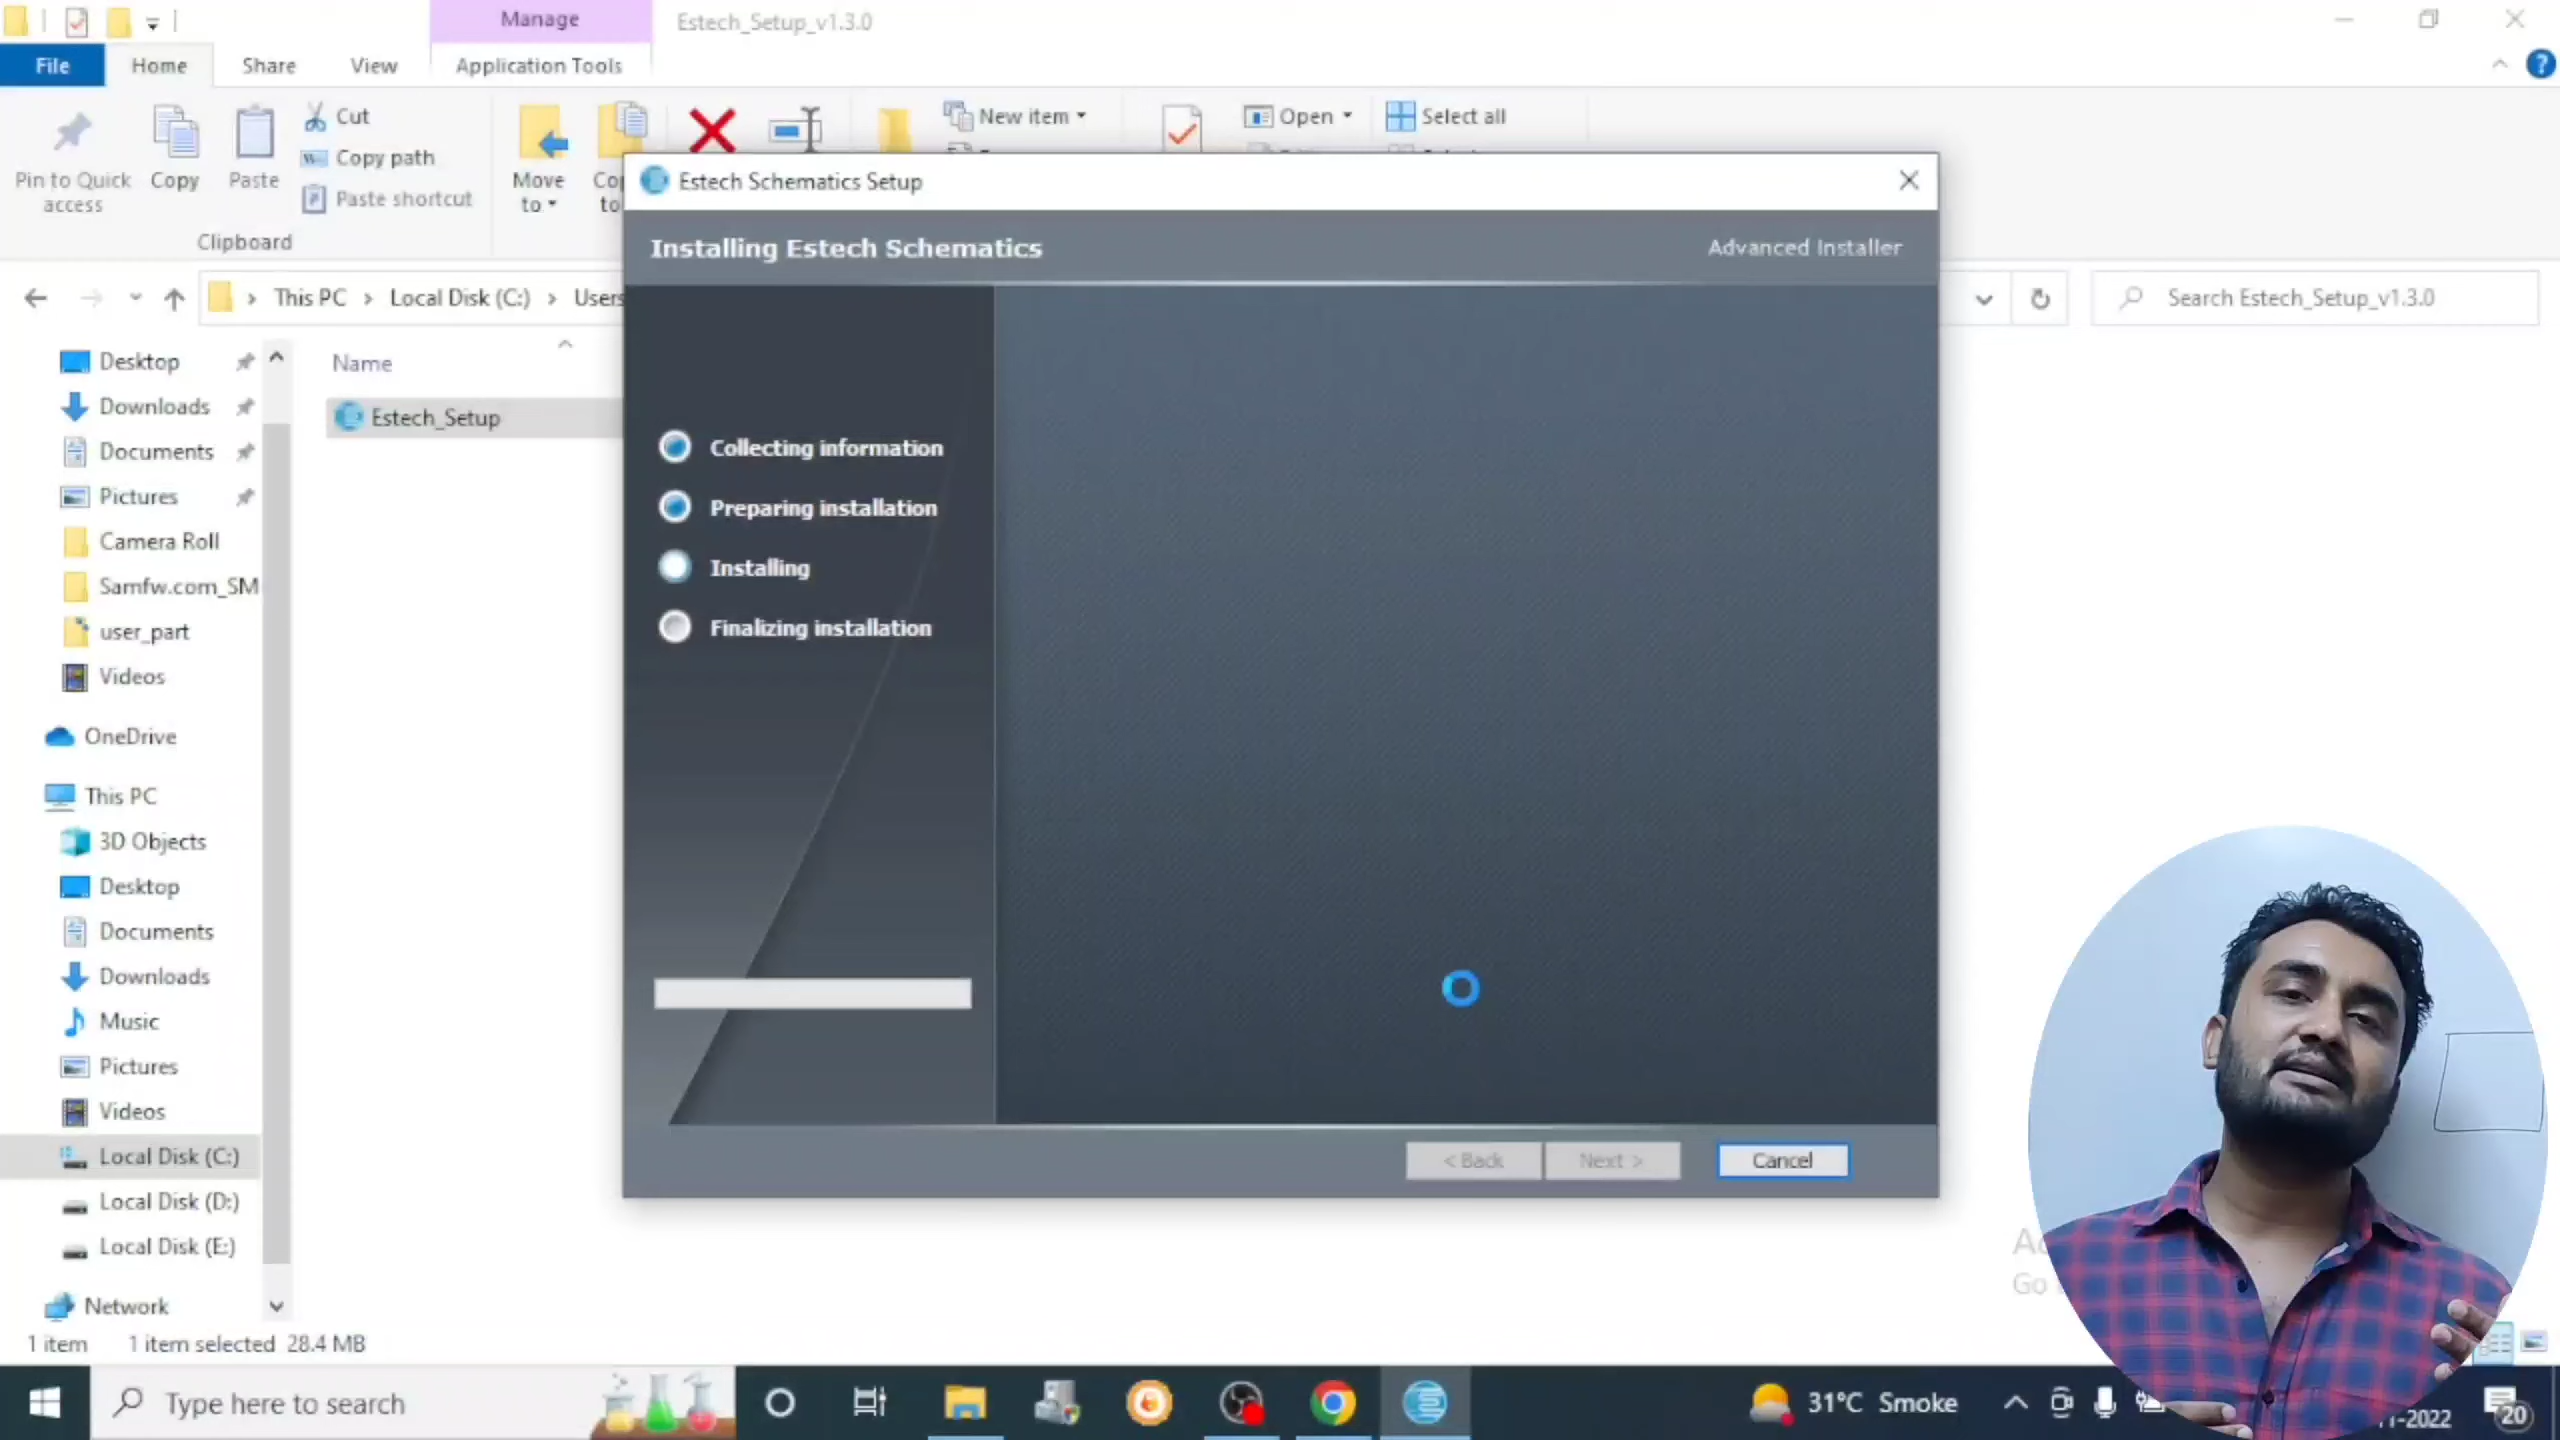 Manage
Estech_Setup_v1.3.0
File
Home
Share
View
Application Tools
Pin to Quick access
Copy
Paste
Cut
Copy path
Paste shortcut
Clipboard
Move to
New item
Open
Select all
This PC
Local Disk (C:)
Search Estech_Setup_v1.3.0
Name
Estech_Setup
Desktop
Downloads
Documents
Pictures
Camera Roll
Samfw.com_SM
user_part
Videos
OneDrive
This PC
3D Objects
Desktop
Documents
Downloads
Music
Pictures
Videos
Local Disk (C:)
Local Disk (D:)
Local Disk (E:)
Network
1 item
1 item selected 28.4 MB
Estech Schematics Setup
Installing Estech Schematics
Advanced Installer
Collecting information
Preparing installation
Installing
Finalizing installation
< Back
Next >
Cancel
Go
Type here to search
31°C Smoke
20